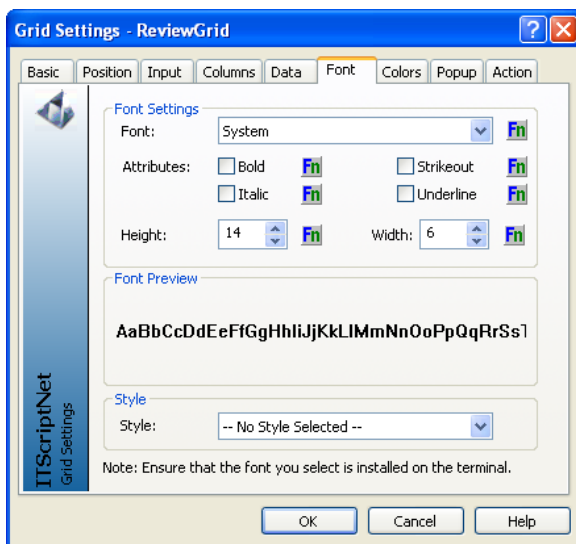 Grid Settings - ReviewGrid
Basic Position Input Columns Data Font Colors Popup Action
Font Settings
Font: System Fn
Attributes: Bold Fn Strikeout Fn
Italic Fn Underline Fn
Height: 14 Fn Width: 6 Fn
Font Preview
AaBbCcDdEeFfGgHhIiJjKkLlMmNnOoPpQqRrSsT
Style
Style: -- No Style Selected --
Note: Ensure that the font you select is installed on the terminal.
ITScriptNet
Grid Settings
OK Cancel Help